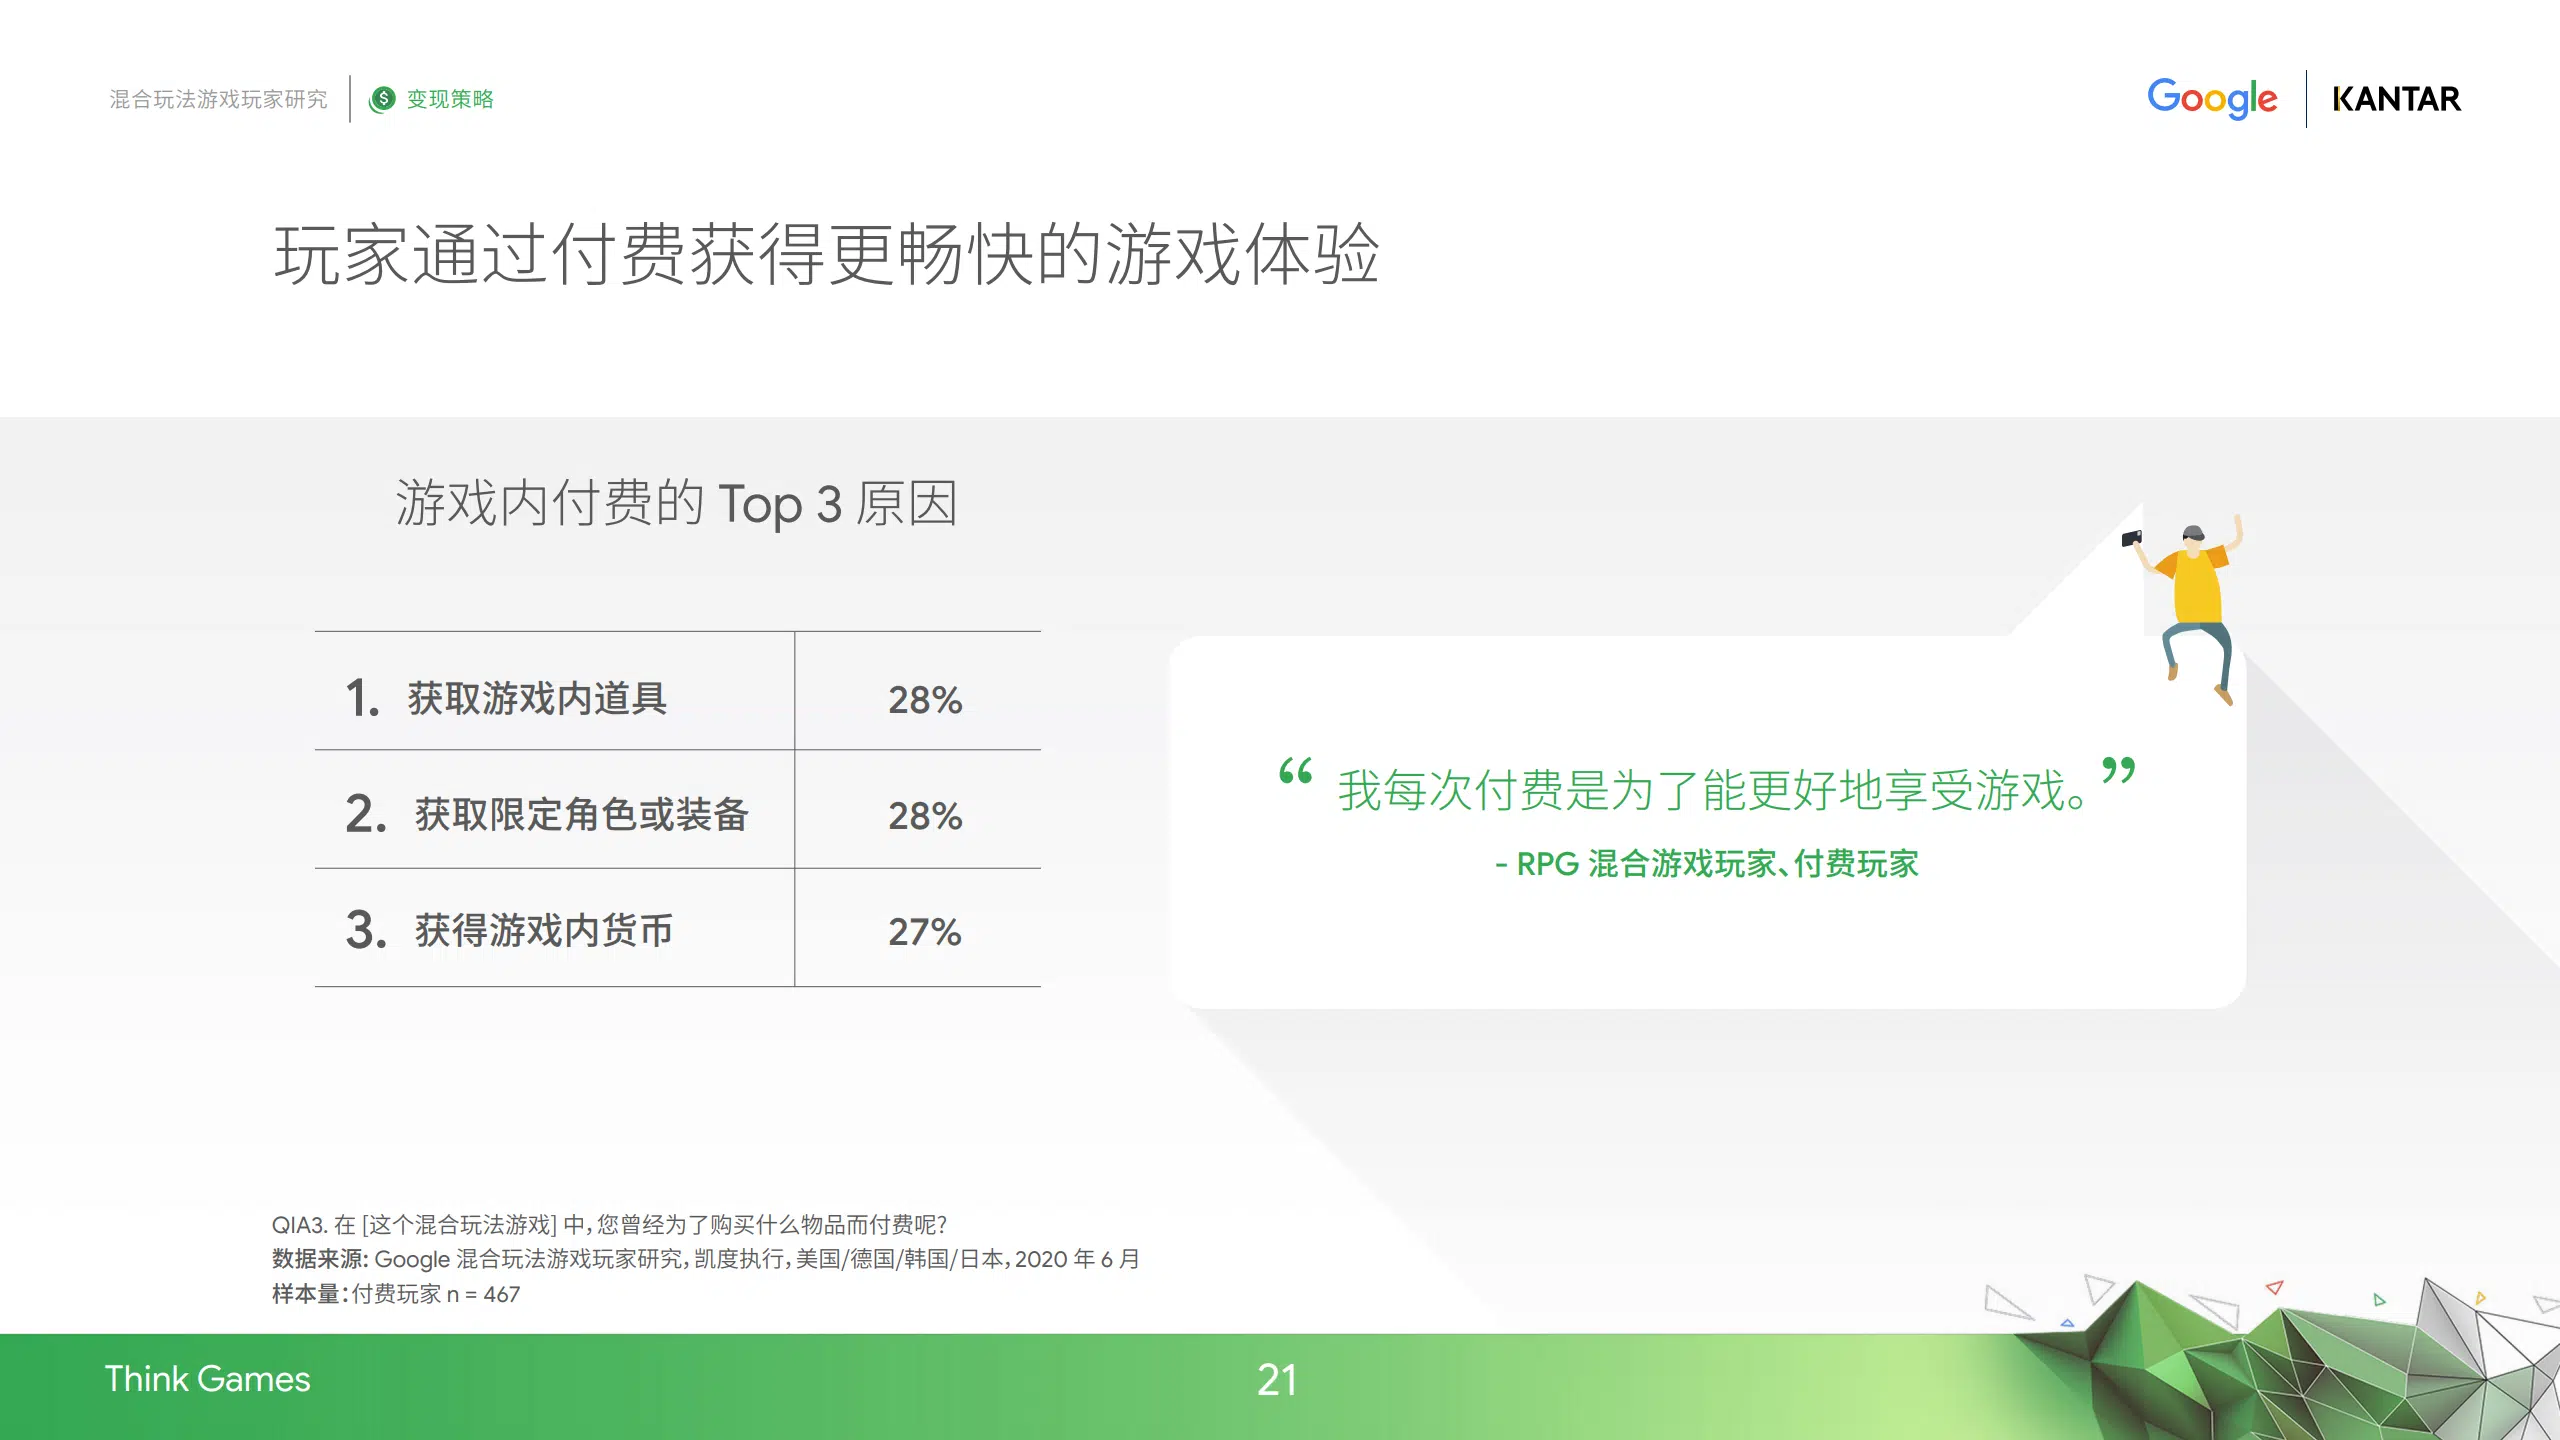 混合玩法游戏玩家研究
变现策略
Google
KANTAR
玩家通过付费获得更畅快的游戏体验
游戏内付费的 Top 3 原因
1. 获取游戏内道具 28%
2. 获取限定角色或装备 28%
3. 获得游戏内货币 27%
“我每次付费是为了能更好地享受游戏。”
- RPG 混合游戏玩家、付费玩家
QIA3. 在 [这个混合玩法游戏] 中，您曾经为了购买什么物品而付费呢？
数据来源: Google 混合玩法游戏玩家研究，凯度执行，美国/德国/韩国/日本，2020 年 6 月
样本量：付费玩家 n = 467
Think Games
21